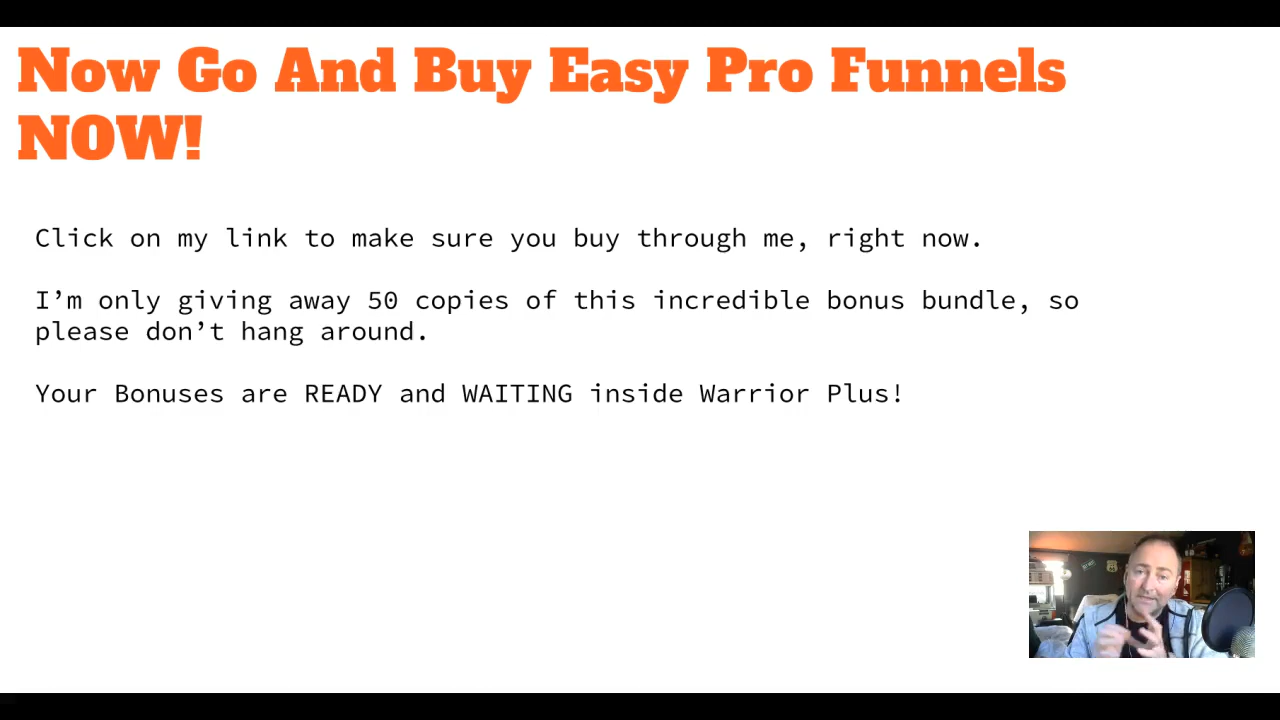 Now Go And Buy Easy Pro Funnels
NOW!
Click on my link to make sure you buy through me, right now.
I’m only giving away 50 copies of this incredible bonus bundle, so
please don’t hang around.
Your Bonuses are READY and WAITING inside Warrior Plus!